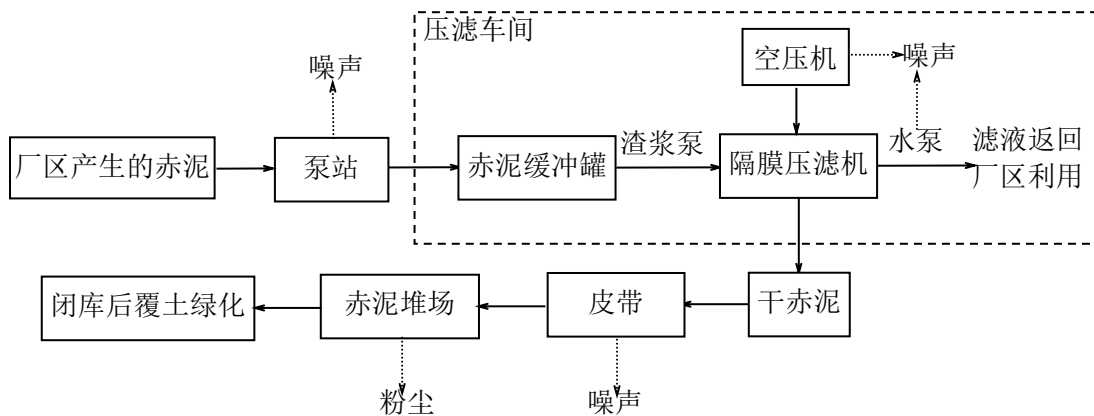 压滤车间
空压机
噪声
噪声
厂区产生的赤泥
泵站
赤泥缓冲罐
渣浆泵
隔膜压滤机
水泵
滤液返回
厂区利用
闭库后覆土绿化
赤泥堆场
皮带
干赤泥
粉尘
噪声